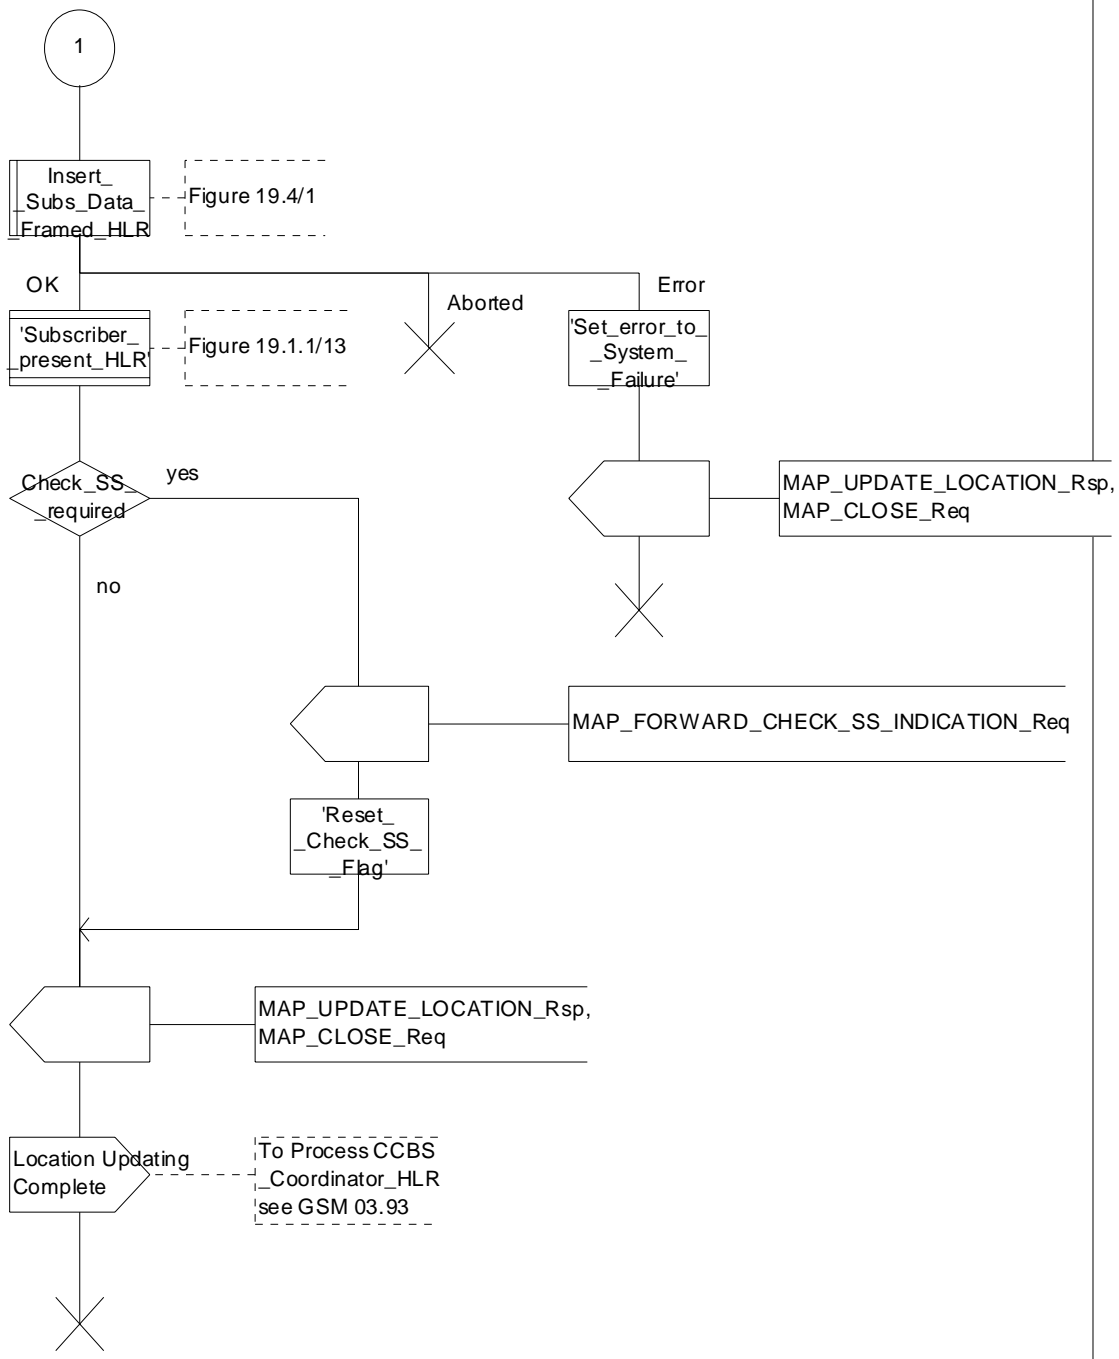 1
Insert_
_Subs_Data_
_Framed_HLR
Figure 19.4/1
OK
Aborted
Error
'Subscriber_
_present_HLR'
Figure 19.1.1/13
'Set_error_to_
_System_
_Failure'
Check_SS_
_required
yes
MAP_UPDATE_LOCATION_Rsp,
MAP_CLOSE_Req
no
MAP_FORWARD_CHECK_SS_INDICATION_Req
'Reset_
_Check_SS_
_Flag'
MAP_UPDATE_LOCATION_Rsp,
MAP_CLOSE_Req
Location Updating
Complete
To Process CCBS
_Coordinator_HLR
see GSM 03.93